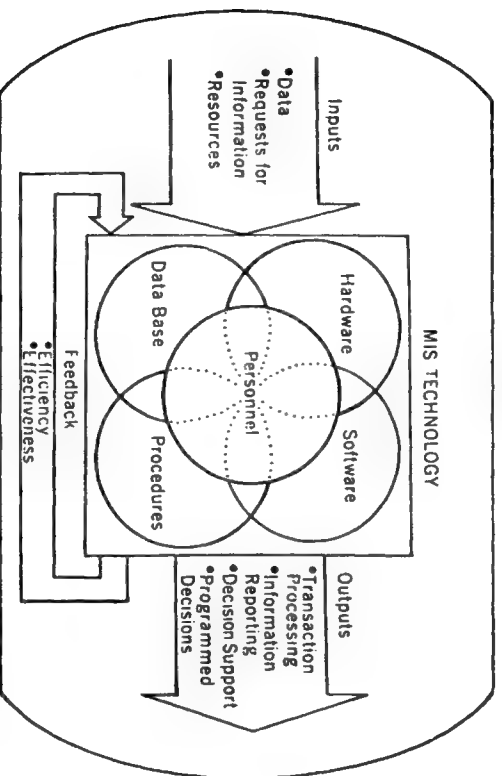 MIS TECHNOLOGY
Inputs
•Data
•Requests for
Information
•Resources
Hardware
Software
Personnel
Data Base
Procedures
Outputs
•Transaction
Processing
•Information
Reporting
•Decision Support
•Programmed
Decisions
Feedback
•Efficiency
•Effectiveness